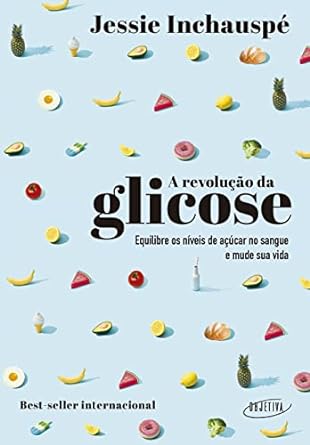 Jessie Inchauspé
A revolução da
glicose
Equilibre os níveis de açúcar no sangue
e mude sua vida
Best-seller internacional
OBJETIVA